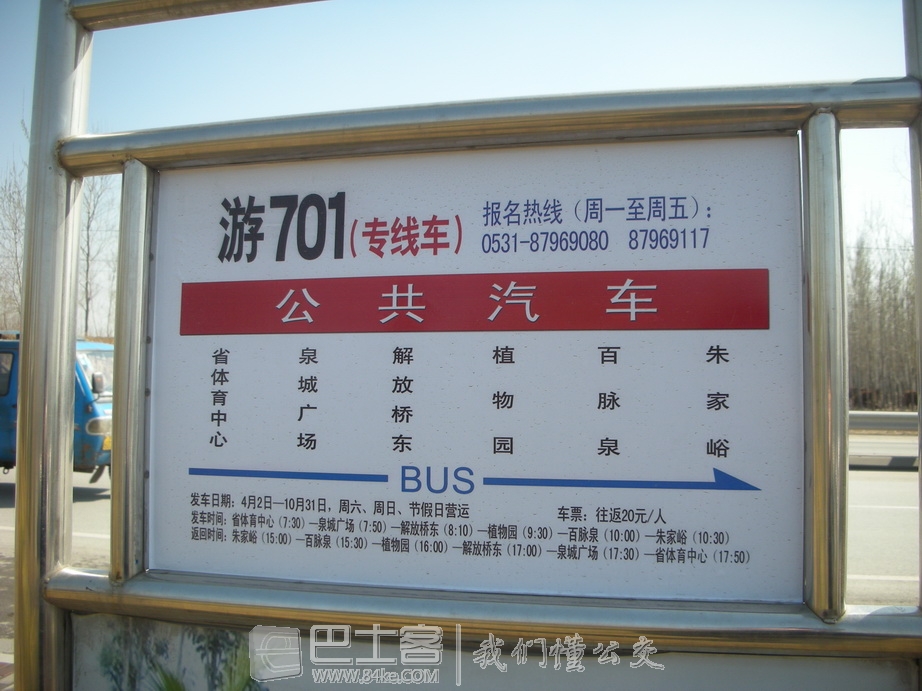 游701(专线车)
报名热线(周一至周五):
0531-87969080 87969117
公共汽车
省体育中心
泉城广场
解放桥东
植物园
百脉泉
朱家峪
BUS
发车日期: 4月2日—10月31日, 周六、周日、节假日营运 车票: 往返20元/人
发车时间: 省体育中心 (7:30) —泉城广场 (7:50) —解放桥东 (8:10) —植物园 (9:30) —百脉泉 (10:00) —朱家峪 (10:30)
返回时间: 朱家峪 (15:00) —百脉泉 (15:30) —植物园 (16:00) —解放桥东 (17:00) —泉城广场 (17:30) —省体育中心 (17:50)
巴士客 我们懂公交
www.84ke.com